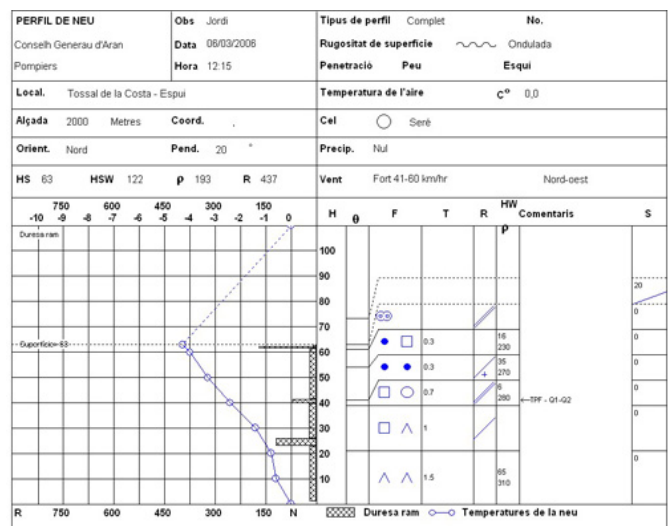 PERFIL DE NEU Obs Jordi Tipus de perfil Complet No.
Conselh Generau d'Aran Data 06/03/2006 Rugositat de superfície Ondulada
Pompiers Hora 12:15 Penetració Peu Esquí
Local. Tossal de la Costa - Espui Temperatura de l'aire Cº 0,0
Alçada 2000 Metres Coord. , Cel Seré
Orient. Nord Pend. 20 ° Precip. Nul
HS 63 HSW 122 ρ 193 R 437 Vent Fort 41-60 km/hr Nord-oest
750 600 450 300 150 HW
-10 -9 -8 -7 -6 -5 -4 -3 -2 -1 0 H θ F T R ρ Comentaris S
Duresa ram
100
90
20
80
0
70
Superfície= 63
60
0.3 16 0
230
50
0.3 35 0
+ 270
40
0.7 6 0
280 TPF - Q1-Q2
30
1 0
20
10
1.5 65 0
310
R 750 600 450 300 150 N Duresa ram Temperatures de la neu